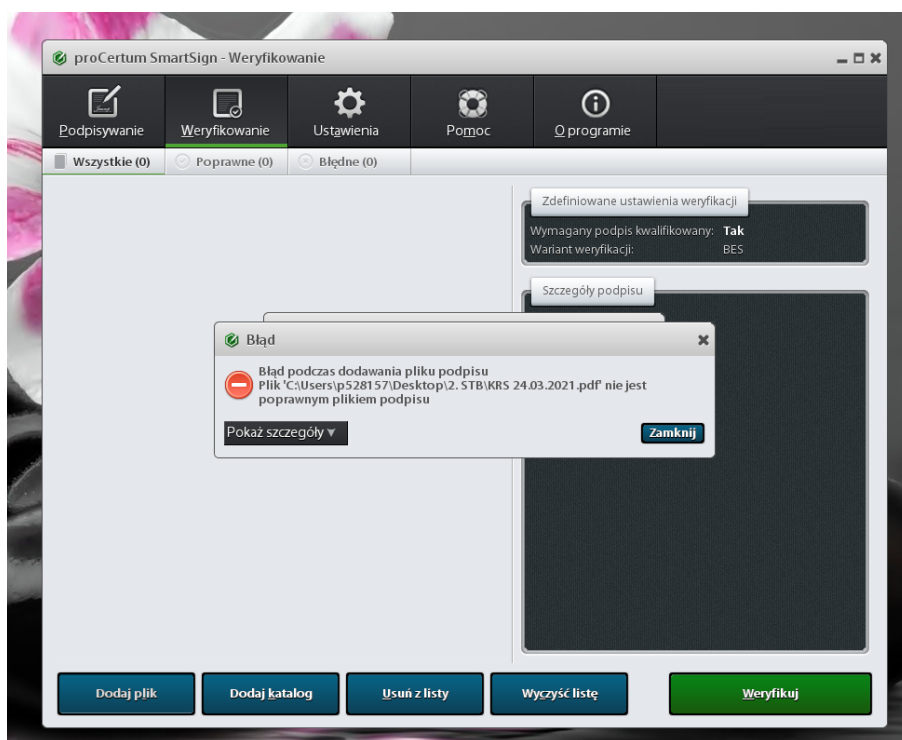 proCertum SmartSign - Weryfikowanie
Podpisywanie
Weryfikowanie
Ustawienia
Pomoc
O programie
Wszystkie (0)
Poprawne (0)
Błędne (0)
Zdefiniowane ustawienia weryfikacji
Wymagany podpis kwalifikowany: Tak
Wariant weryfikacji: BES
Szczegóły podpisu
Błąd
Błąd podczas dodawania pliku podpisu
Plik 'C:\Users\p528157\Desktop\2. STB\KRS 24.03.2021.pdf' nie jest
poprawnym plikiem podpisu
Pokaż szczegóły
Zamknij
Dodaj plik
Dodaj katalog
Usuń z listy
Wyczyść listę
Weryfikuj